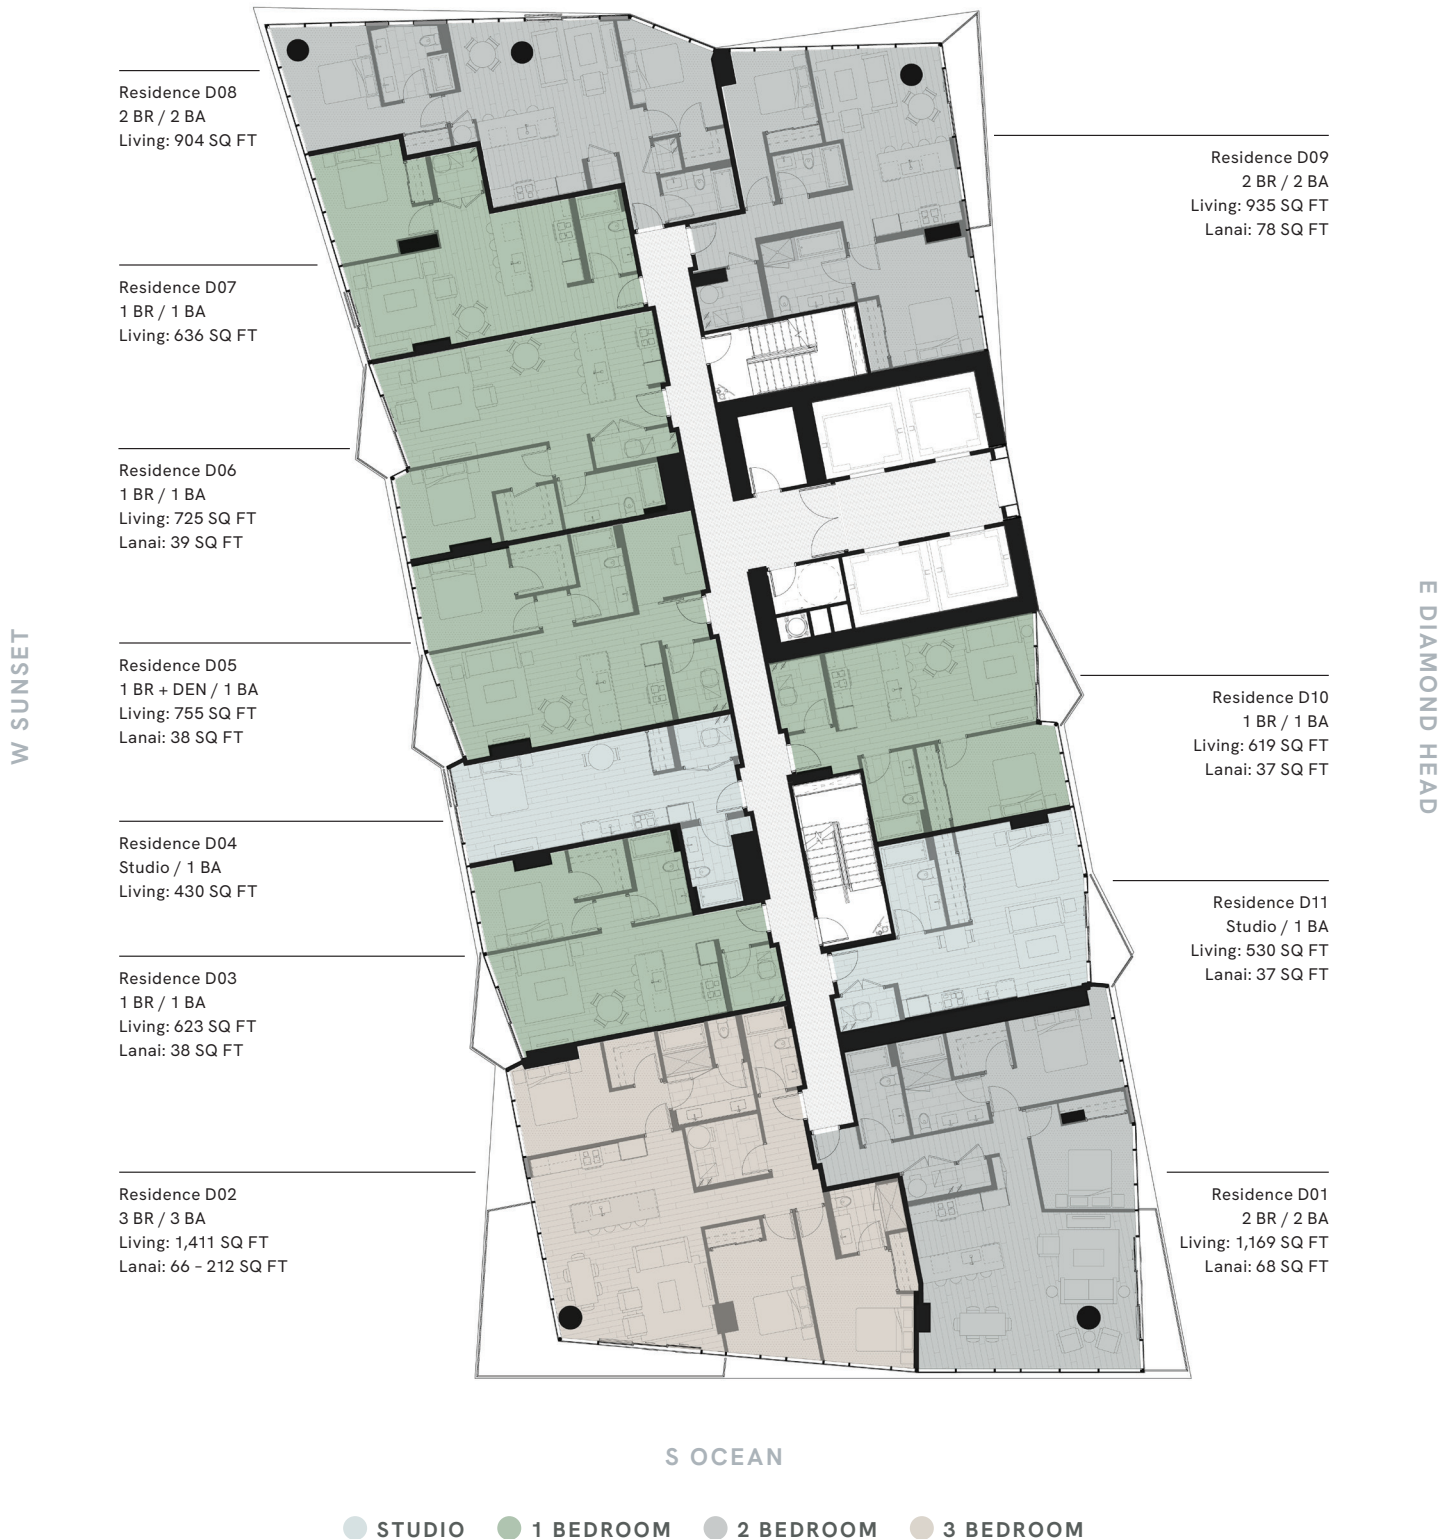 Residence D08
2 BR / 2 BA
Living: 904 SQ FT
Residence D07
1 BR / 1 BA
Living: 636 SQ FT
Residence D06
1 BR / 1 BA
Living: 725 SQ FT
Lanai: 39 SQ FT
Residence D05
1 BR + DEN / 1 BA
Living: 755 SQ FT
Lanai: 38 SQ FT
Residence D04
Studio / 1 BA
Living: 430 SQ FT
Residence D03
1 BR / 1 BA
Living: 623 SQ FT
Lanai: 38 SQ FT
Residence D02
3 BR / 3 BA
Living: 1,411 SQ FT
Lanai: 66 – 212 SQ FT
Residence D09
2 BR / 2 BA
Living: 935 SQ FT
Lanai: 78 SQ FT
Residence D10
1 BR / 1 BA
Living: 619 SQ FT
Lanai: 37 SQ FT
Residence D11
Studio / 1 BA
Living: 530 SQ FT
Lanai: 37 SQ FT
Residence D01
2 BR / 2 BA
Living: 1,169 SQ FT
Lanai: 68 SQ FT
W SUNSET
E DIAMOND HEAD
S OCEAN
STUDIO
1 BEDROOM
2 BEDROOM
3 BEDROOM